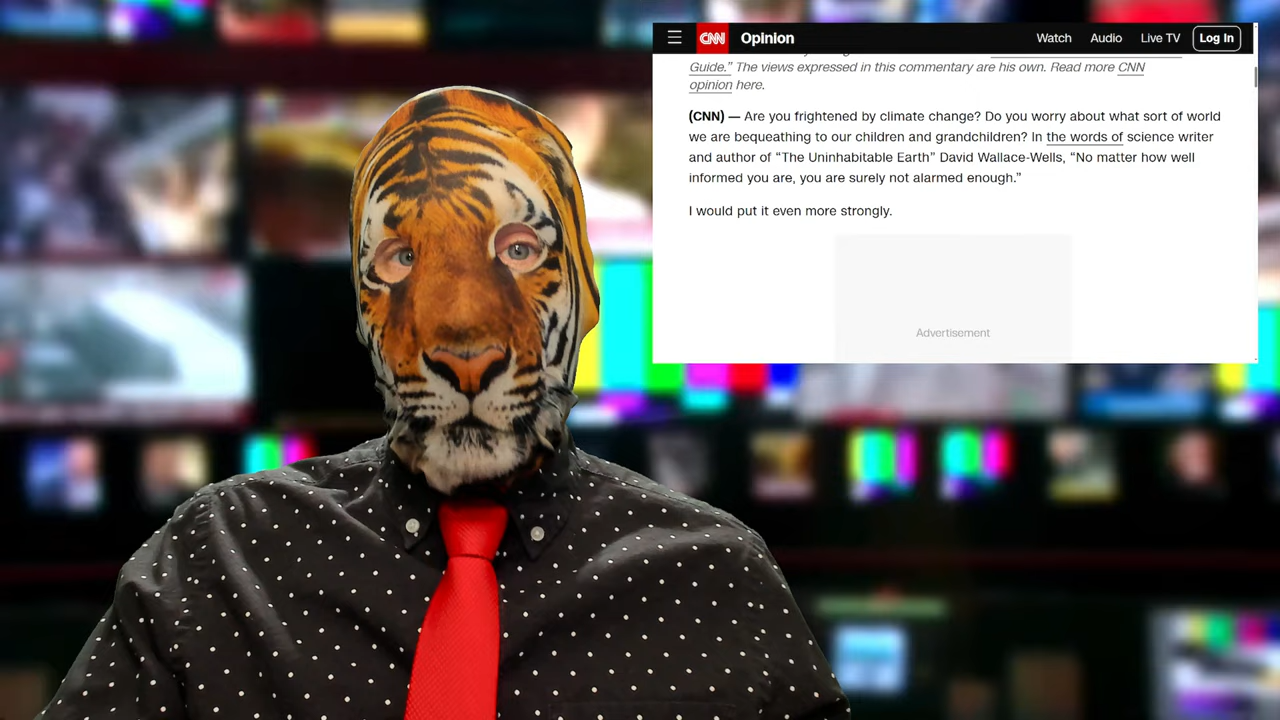 CNN Opinion Watch Audio Live TV Log In
Guide.” The views expressed in this commentary are his own. Read more CNN
opinion here.
(CNN) — Are you frightened by climate change? Do you worry about what sort of world
we are bequeathing to our children and grandchildren? In the words of science writer
and author of “The Uninhabitable Earth” David Wallace-Wells, “No matter how well
informed you are, you are surely not alarmed enough.”
I would put it even more strongly.
Advertisement